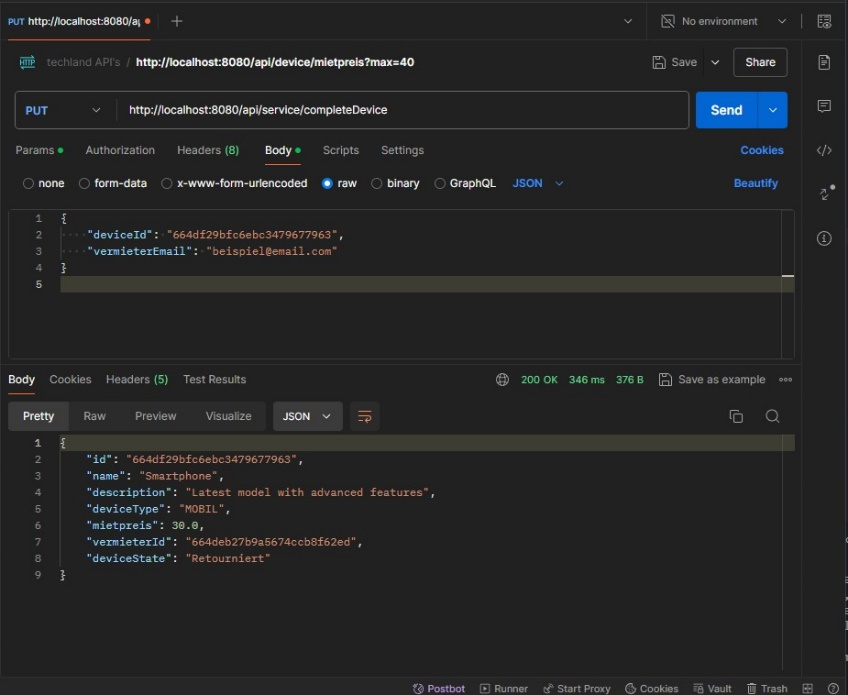 PUT http://localhost:8080/a
No environment
techland API's / http://localhost:8080/api/device/mietpreis?max=40
Save
Share
PUT
http://localhost:8080/api/service/completeDevice
Send
Params
Authorization
Headers (8)
Body
Scripts
Settings
Cookies
none
form-data
x-www-form-urlencoded
raw
binary
GraphQL
JSON
Beautify
1 {
2 "deviceId": "664df29bfc6ebc3479677963",
3 "vermieterEmail": "beispiel@email.com"
4 }
5
Body
Cookies
Headers (5)
Test Results
200 OK
346 ms
376 B
Save as example
Pretty
Raw
Preview
Visualize
JSON
1 {
2 "id": "664df29bfc6ebc3479677963",
3 "name": "Smartphone",
4 "description": "Latest model with advanced features",
5 "deviceType": "MOBIL",
6 "mietpreis": 30.0,
7 "vermieterId": "664deb27b9a5674ccb8f62ed",
8 "deviceState": "Retourniert"
9 }
Postbot
Runner
Start Proxy
Cookies
Vault
Trash